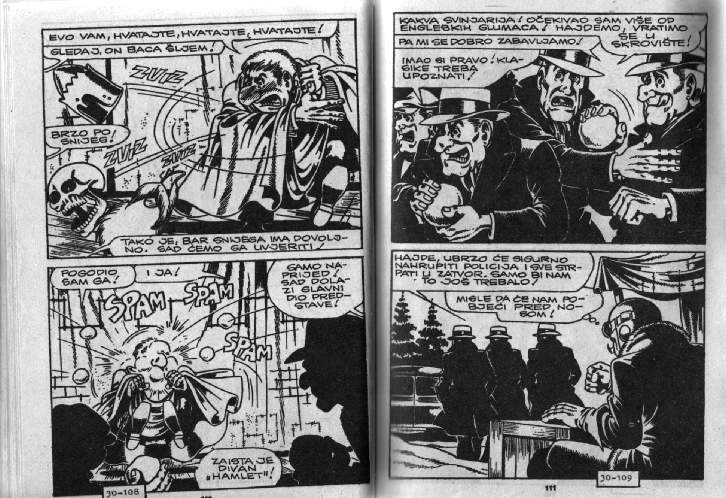 EVO VAM, HVATAJTE, HVATAJTE, HVATAJTE!
GLEDAJ, ON BACA ŠLJEM!
ZVIZ
BRZO PO
SNIJEG!
ZVIZ
ZVIZ
TAKO JE, BAR SNIJEGA IMA DOVOLJ-
NO. SAD ĆEMO GA UVJERITI!
POGODIO
SAM GA!
I JA!
SPAM
SPAM
SPAM
SAMO NA-
PRIJED!
SAD DOLA-
ZI GLAVNI
DIO PRED-
STAVE!
ZAISTA JE
DIVAN
„HAMLET"!
30-108
KAKVA SVINJARIJA! OČEKIVAO SAM VIŠE OD
ENGLESKIH GLUMACA! HAJDEMO, VRATIMO
SE U
SKROVIŠTE!
PA MI SE DOBRO ZABAVLJAMO!
IMAO SI PRAVO! KLA-
SIKE TREBA
UPOZNATI!
HAJDE, UBRZO ĆE SIGURNO
NAHRUPITI POLICIJA I SVE STR-
PATI U ZATVOR. SAMO BI NAM
TO JOŠ TREBALO!
MISLE DA ĆE NAM PO-
BJEĆI PRED NO-
SOM!
111
30-109